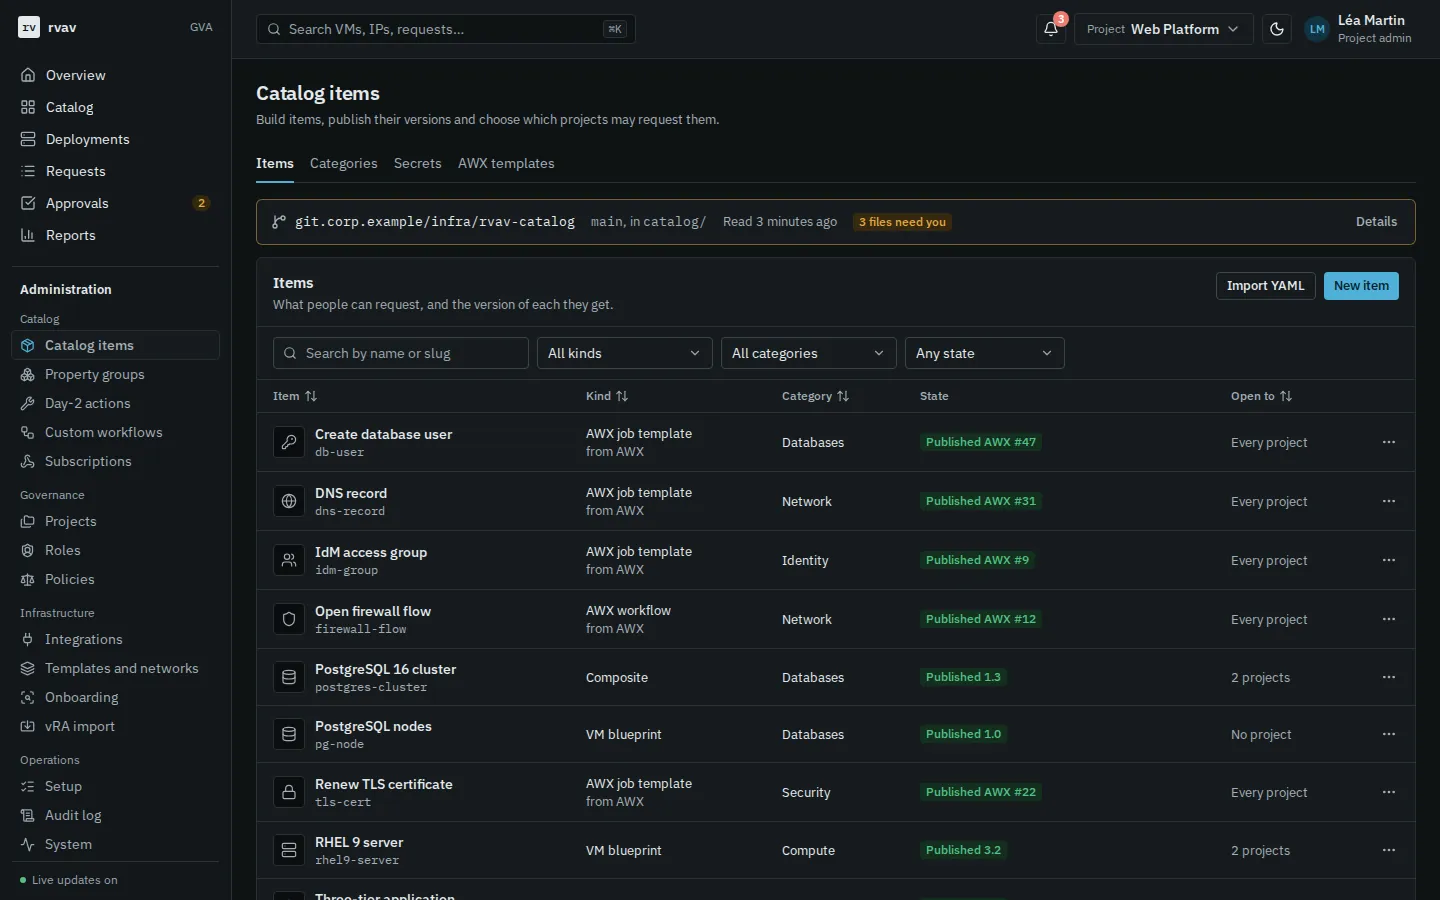 rv rvav GVA
Search VMs, IPs, requests... ⌘K
3
Project Web Platform
LM
Léa Martin
Project admin
Overview
Catalog
Deployments
Requests
Approvals 2
Reports
Administration
Catalog
Catalog items
Property groups
Day-2 actions
Custom workflows
Subscriptions
Governance
Projects
Roles
Policies
Infrastructure
Integrations
Templates and networks
Onboarding
vRA import
Operations
Setup
Audit log
System
Live updates on
Catalog items
Build items, publish their versions and choose which projects may request them.
Items Categories Secrets AWX templates
git.corp.example/infra/rvav-catalog main, in catalog/ Read 3 minutes ago 3 files need you Details
Items
What people can request, and the version of each they get.
Import YAML New item
Search by name or slug All kinds All categories Any state
Item Kind Category State Open to
Create database user
db-user
AWX job template
from AWX
Databases Published AWX #47 Every project
DNS record
dns-record
AWX job template
from AWX
Network Published AWX #31 Every project
IdM access group
idm-group
AWX job template
from AWX
Identity Published AWX #9 Every project
Open firewall flow
firewall-flow
AWX workflow
from AWX
Network Published AWX #12 Every project
PostgreSQL 16 cluster
postgres-cluster
Composite Databases Published 1.3 2 projects
PostgreSQL nodes
pg-node
VM blueprint Databases Published 1.0 No project
Renew TLS certificate
tls-cert
AWX job template
from AWX
Security Published AWX #22 Every project
RHEL 9 server
rhel9-server
VM blueprint Compute Published 3.2 2 projects
Three-tier application